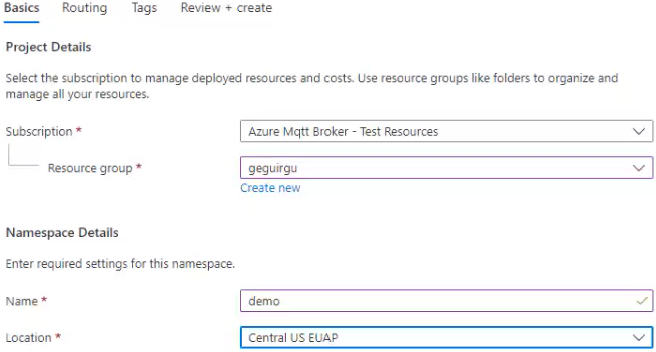 Basics Routing Tags Review + create
Project Details
Select the subscription to manage deployed resources and costs. Use resource groups like folders to organize and
manage all your resources.
Subscription * Azure Mqtt Broker - Test Resources
Resource group * geguirgu
Create new
Namespace Details
Enter required settings for this namespace.
Name * demo
Location * Central US EUAP